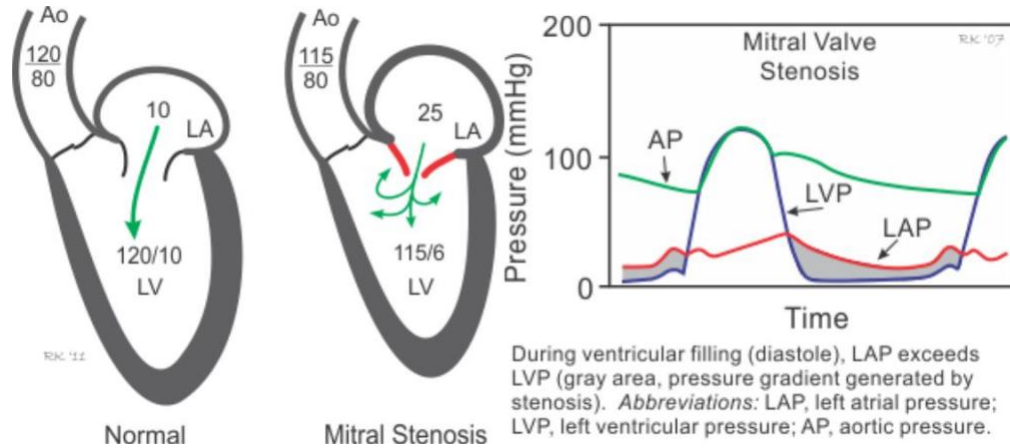 Ao
120
80
10
LA
120/10
LV
RK '11
Normal
Ao
115
80
25
LA
115/6
LV
Mitral Stenosis
200
100
0
Pressure (mmHg)
Mitral Valve
Stenosis
RK '07
AP
LVP
LAP
Time
During ventricular filling (diastole), LAP exceeds
LVP (gray area, pressure gradient generated by
stenosis). Abbreviations: LAP, left atrial pressure;
LVP, left ventricular pressure; AP, aortic pressure.